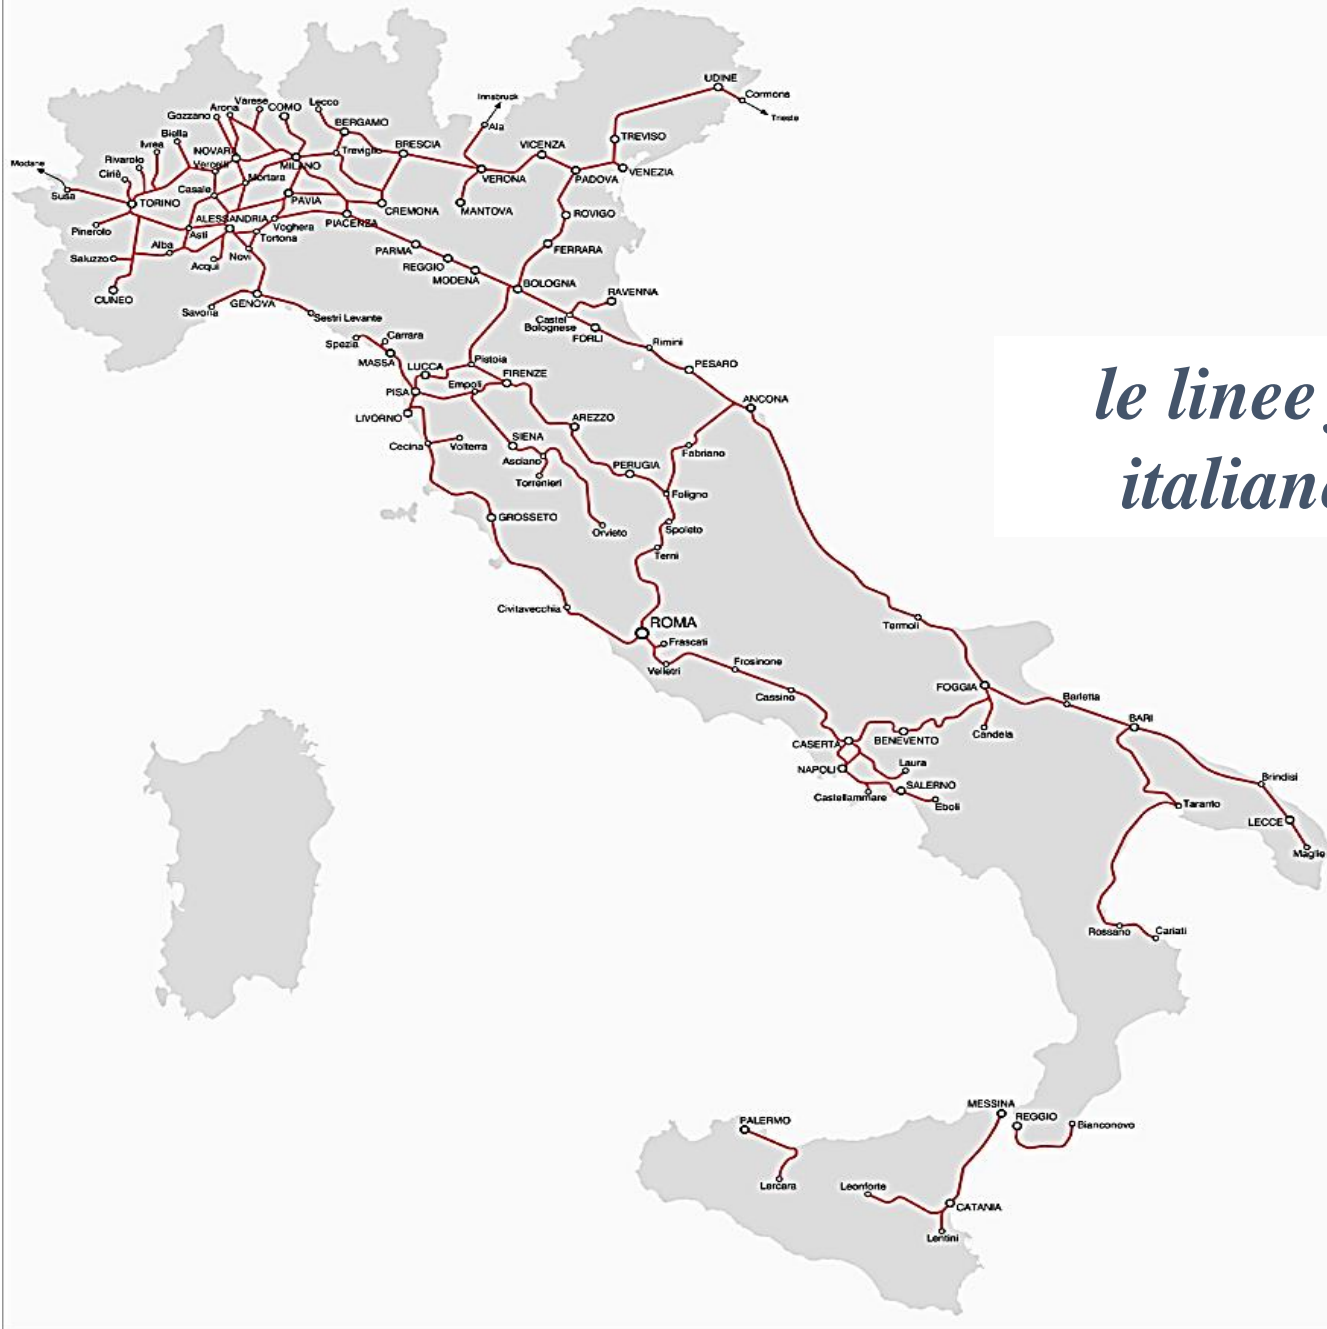 UDINE
Cormons
Trieste
Innsbruck
Ala
Varese
COMO
Lecco
Arona
Gozzano
BERGAMO
Biella
TREVISO
Ivrea
NOVARA
Treviglio
BRESCIA
VICENZA
Modane
Rivarolo
Vercelli
MILANO
Ciriè
VERONA
PADOVA
VENEZIA
Mortara
Susa
Casale
TORINO
PAVIA
CREMONA
MANTOVA
ROVIGO
ALESSANDRIA
Voghera
PIACENZA
Pinerolo
Asti
Tortona
Alba
PARMA
FERRARA
Saluzzo
Acqui
Novi
REGGIO
MODENA
BOLOGNA
CUNEO
GENOVA
RAVENNA
Savona
Sestri Levante
Castel
Bolognese
FORLI
Carrara
Spezia
Rimini
MASSA
Pistoia
PESARO
LUCCA
FIRENZE
Empoli
PISA
le linee
ANCONA
LIVORNO
AREZZO
SIENA
Cecina
Volterra
Fabriano
Asciano
PERUGIA
Torrenieri
italian
Foligno
GROSSETO
Orvieto
Spoleto
Terni
Civitavecchia
ROMA
Termoli
Frascati
Velletri
Frosinone
FOGGIA
Cassino
Barletta
BARI
Candela
CASERTA
BENEVENTO
Laura
NAPOLI
Brindisi
SALERNO
Castellammare
Eboli
Taranto
LECCE
Maglie
Rossano
Cariati
MESSINA
REGGIO
PALERMO
Bianconovo
Lercara
Leonforte
CATANIA
Lentini